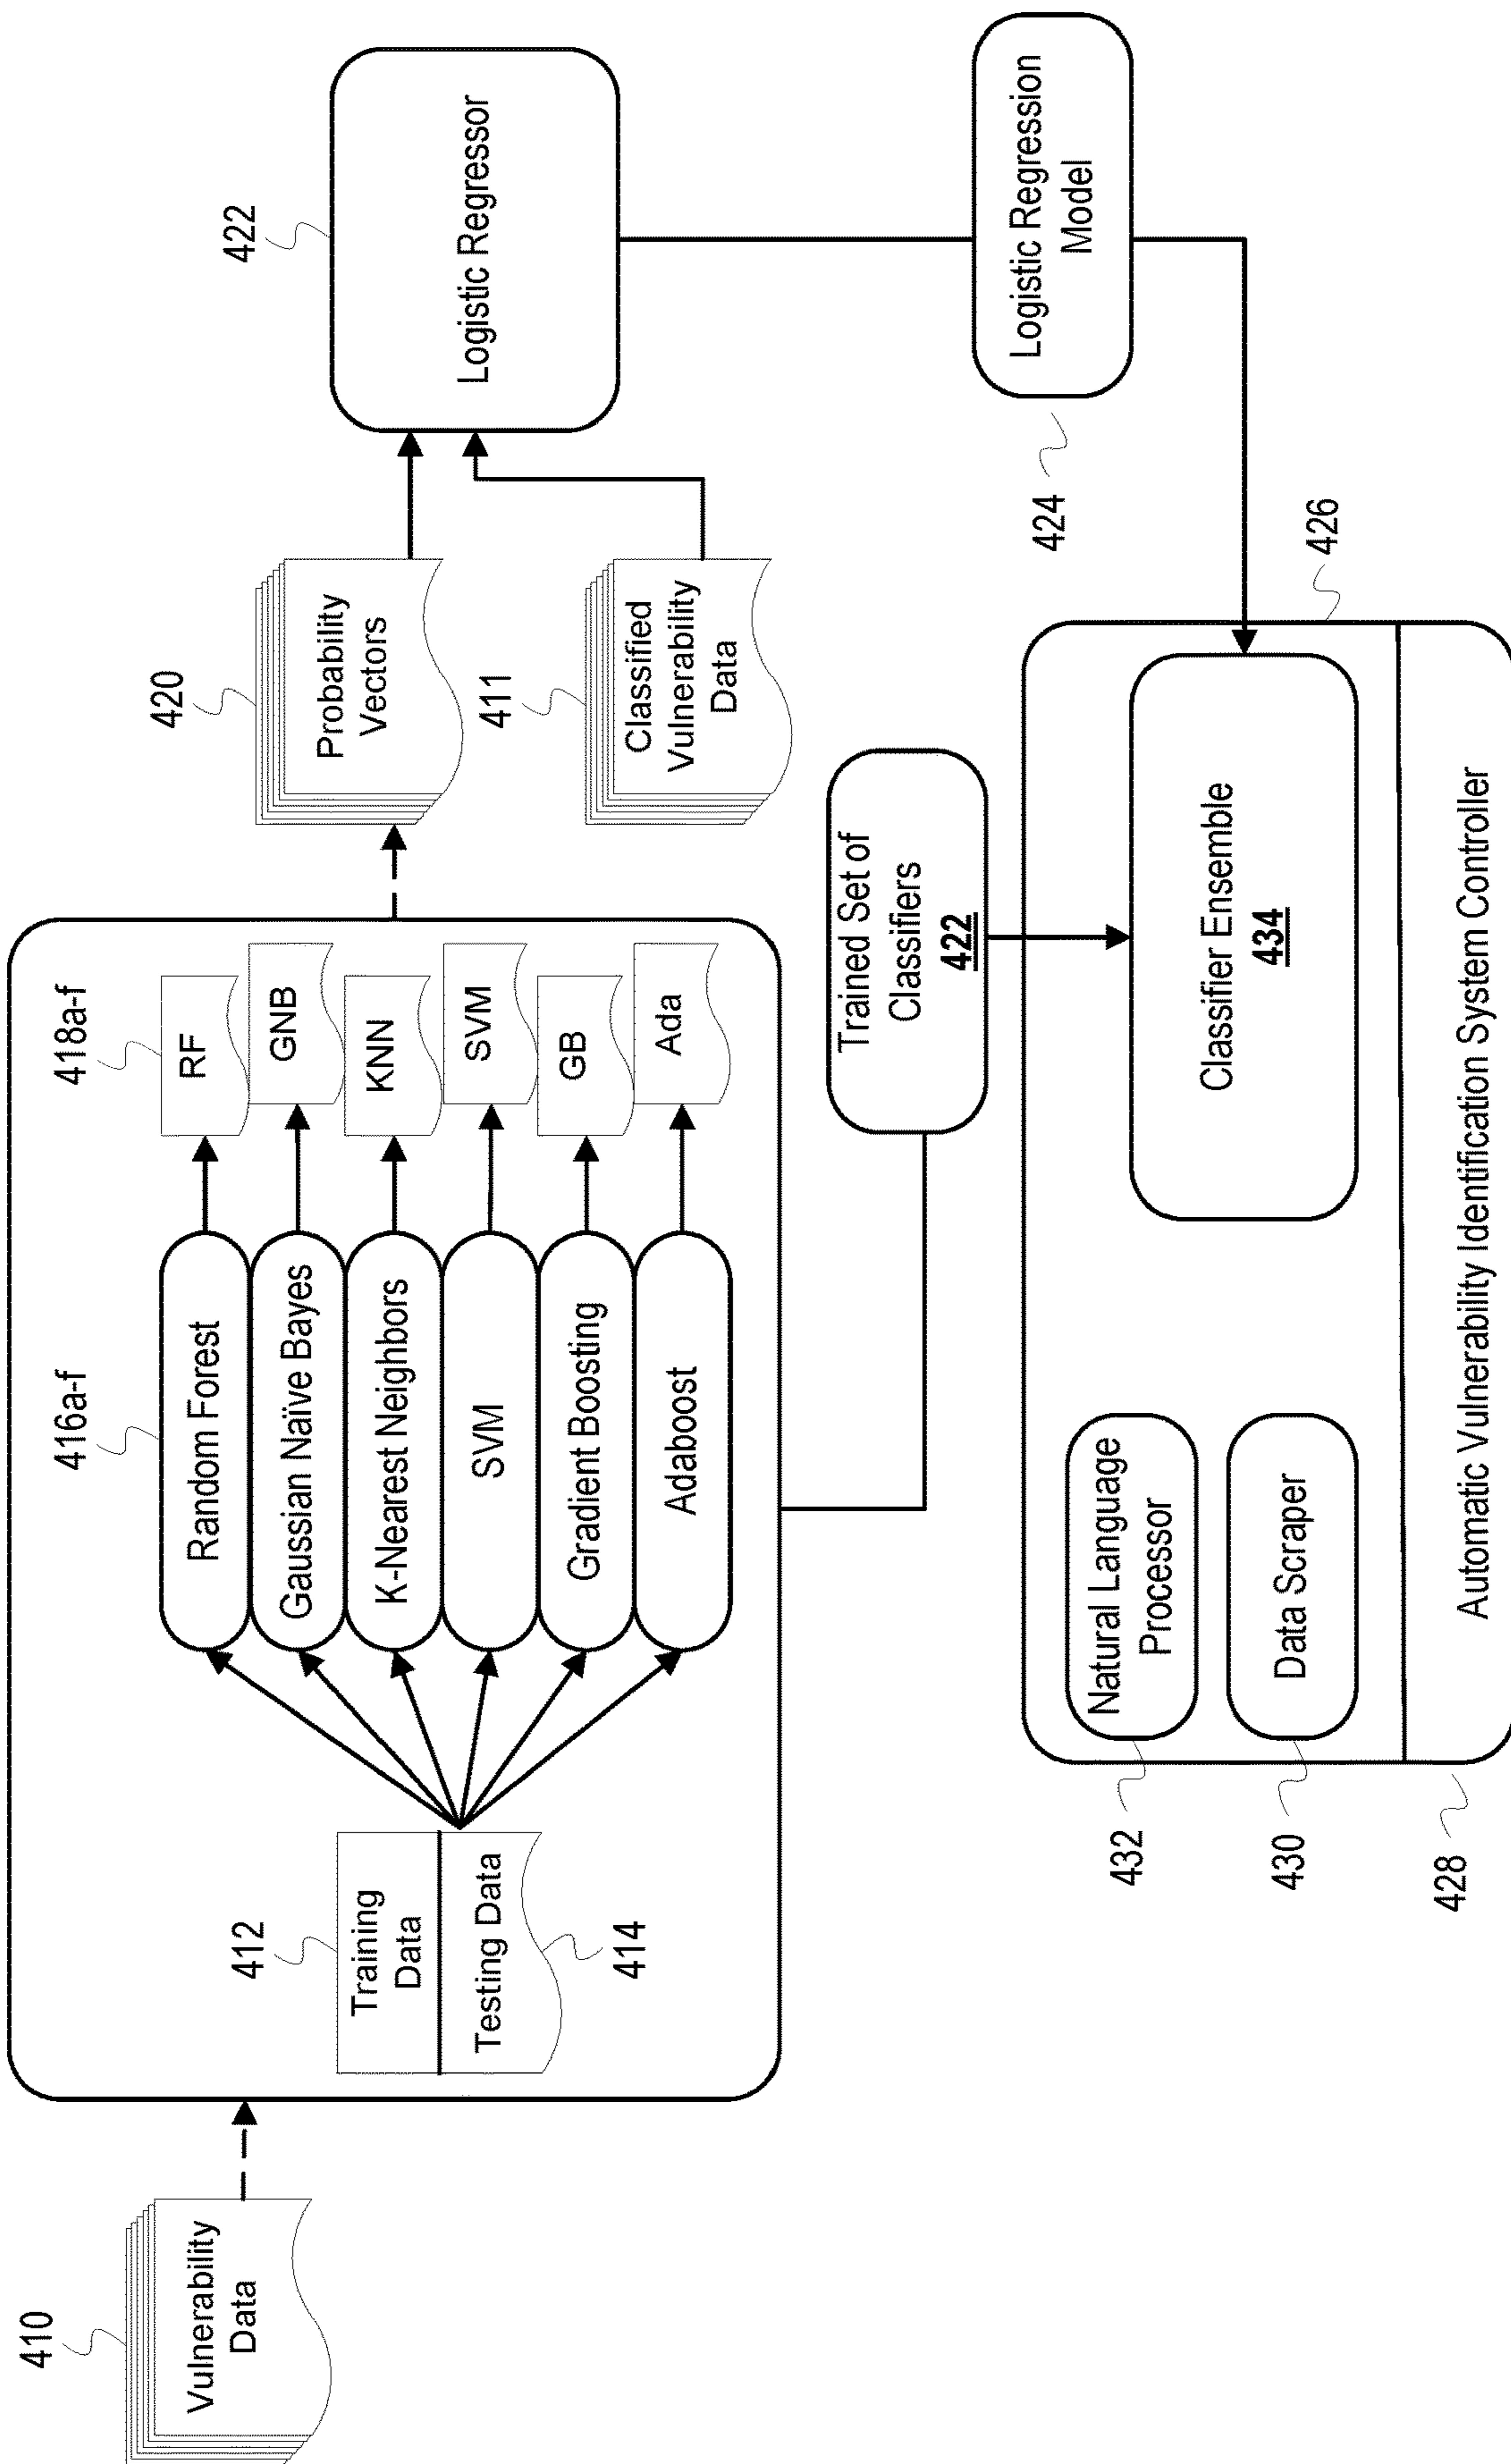 410
Vulnerability
Data
412
Training
Data
Testing Data
414
416a-f
Random Forest
Gaussian Naïve Bayes
K-Nearest Neighbors
SVM
Gradient Boosting
Adaboost
418a-f
RF
GNB
KNN
SVM
GB
Ada
420
Probability
Vectors
411
Classified
Vulnerability
Data
422
Logistic Regressor
Trained Set of
Classifiers
422
424
Logistic Regression
Model
426
432
Natural Language
Processor
430
Data Scraper
Classifier Ensemble
434
428
Automatic Vulnerability Identification System Controller